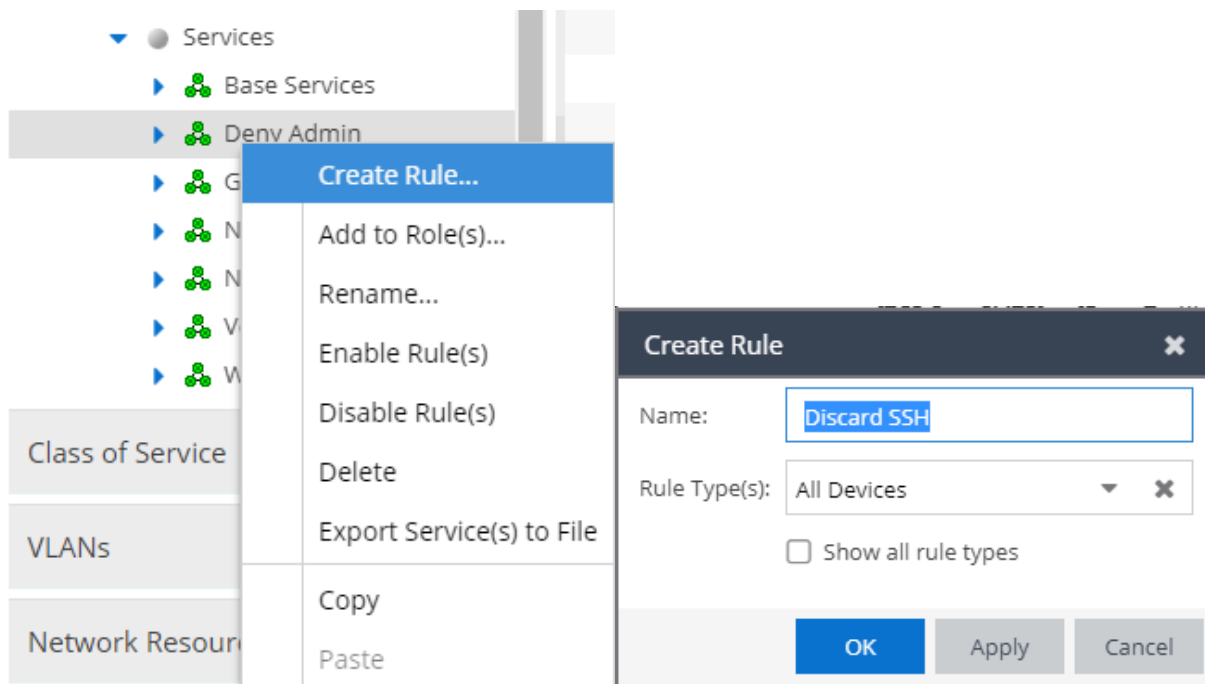 Services
Base Services
Deny Admin
G
N
N
V
W
Class of Service
VLANs
Network Resour
Create Rule...
Add to Role(s)...
Rename...
Enable Rule(s)
Disable Rule(s)
Delete
Export Service(s) to File
Copy
Paste
Create Rule
Name:
Discard SSH
Rule Type(s):
All Devices
Show all rule types
OK
Apply
Cancel